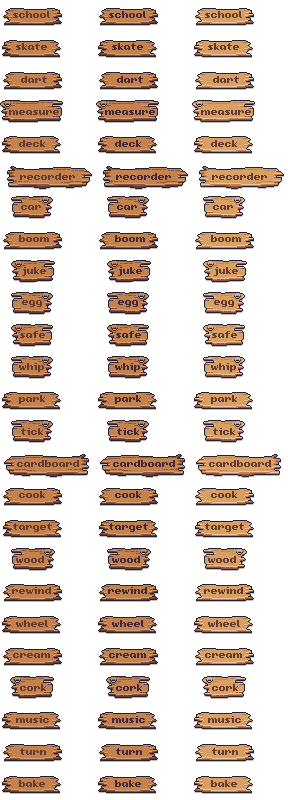 school school school
skate skate skate
dart dart dart
measure measure measure
deck deck deck
recorder recorder recorder
car car car
boom boom boom
juke juke juke
egg egg egg
safe safe safe
whip whip whip
park park park
tick tick tick
cardboard cardboard cardboard
cook cook cook
target target target
wood wood wood
rewind rewind rewind
wheel wheel wheel
cream cream cream
cork cork cork
music music music
turn turn turn
bake bake bake